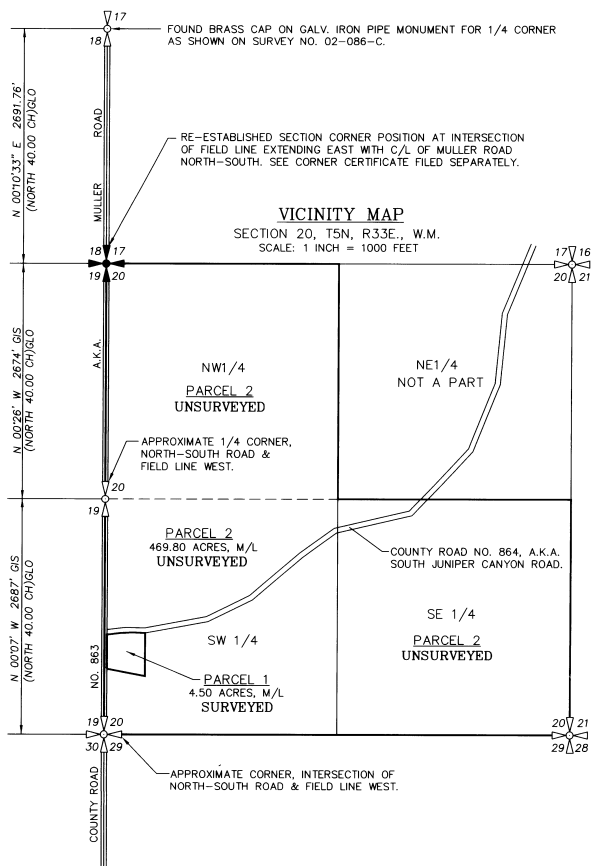 17
18
FOUND BRASS CAP ON GALV. IRON PIPE MONUMENT FOR 1/4 CORNER
AS SHOWN ON SURVEY NO. 02-086-C.
N 00°10'33" E 2691.76'
(NORTH 40.00 CH)GLO
MULLER ROAD
RE-ESTABLISHED SECTION CORNER POSITION AT INTERSECTION
OF FIELD LINE EXTENDING EAST WITH C/L OF MULLER ROAD
NORTH-SOUTH. SEE CORNER CERTIFICATE FILED SEPARATELY.
VICINITY MAP
SECTION 20, T5N, R33E., W.M.
SCALE: 1 INCH = 1000 FEET
18 17
19 20
17 16
20 21
N 00°26' W 2674' GIS
(NORTH 40.00 CH)GLO
A.K.A.
NW1/4
PARCEL 2
UNSURVEYED
NE1/4
NOT A PART
APPROXIMATE 1/4 CORNER,
NORTH-SOUTH ROAD &
FIELD LINE WEST.
20
19
PARCEL 2
469.80 ACRES, M/L
UNSURVEYED
COUNTY ROAD NO. 864, A.K.A.
SOUTH JUNIPER CANYON ROAD.
N 00°07' W 2687' GIS
(NORTH 40.00 CH)GLO
NO. 863
SW 1/4
SE 1/4
PARCEL 2
UNSURVEYED
PARCEL 1
4.50 ACRES, M/L
SURVEYED
19 20
30 29
20 21
29 28
APPROXIMATE CORNER, INTERSECTION OF
NORTH-SOUTH ROAD & FIELD LINE WEST.
COUNTY ROAD